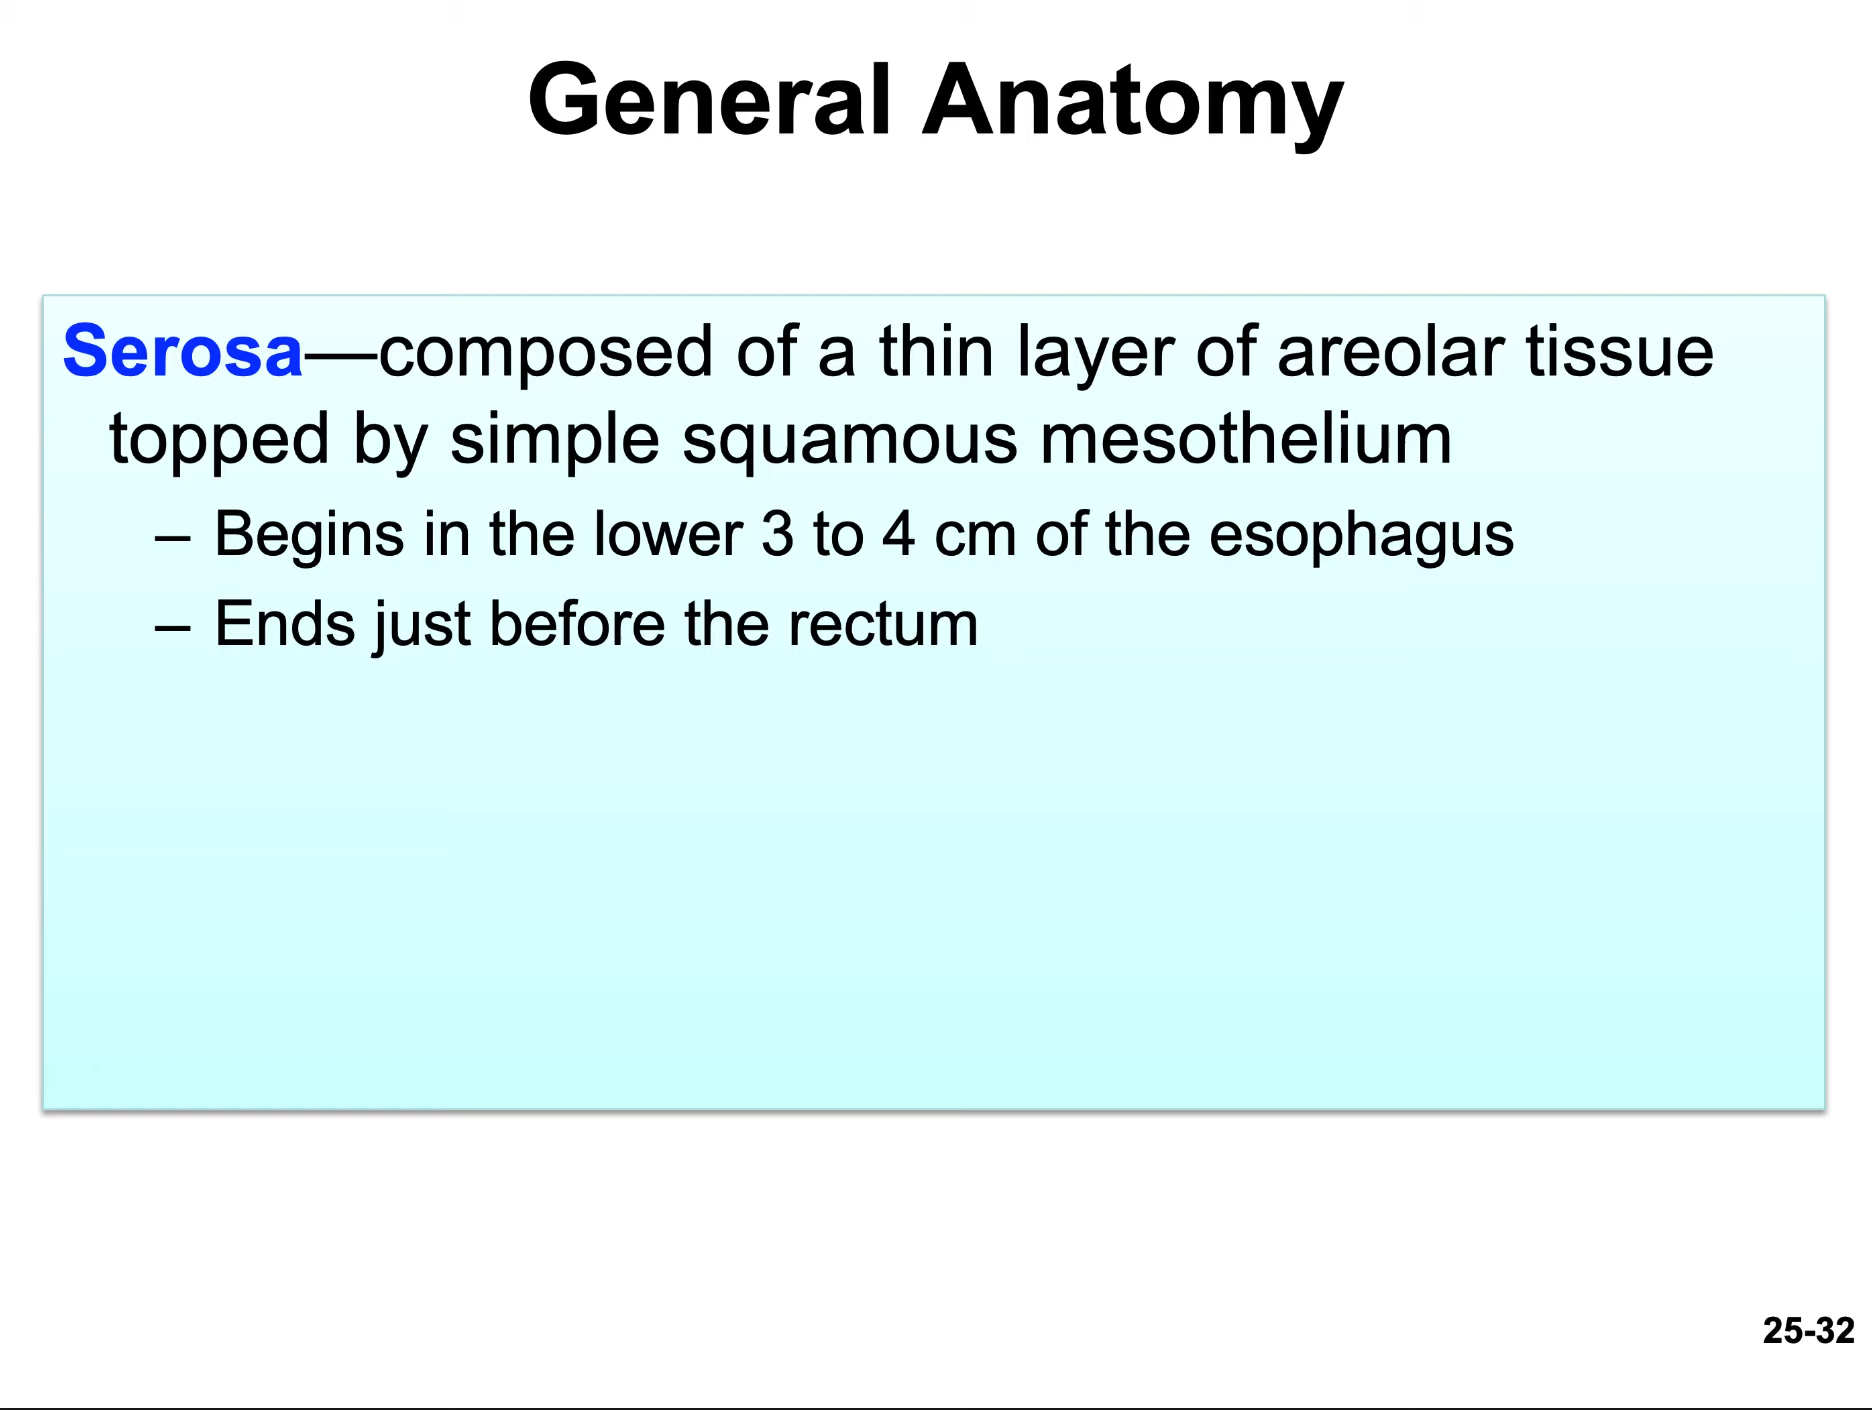 General Anatomy
Serosa—composed of a thin layer of areolar tissue
topped by simple squamous mesothelium
– Begins in the lower 3 to 4 cm of the esophagus
– Ends just before the rectum
25-32